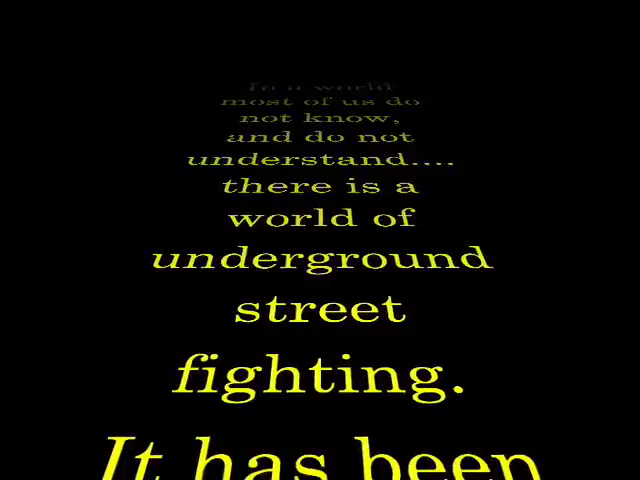 In a world
most of us do
not know,
and do not
understand....
there is a
world of
underground
street
fighting.
It has been